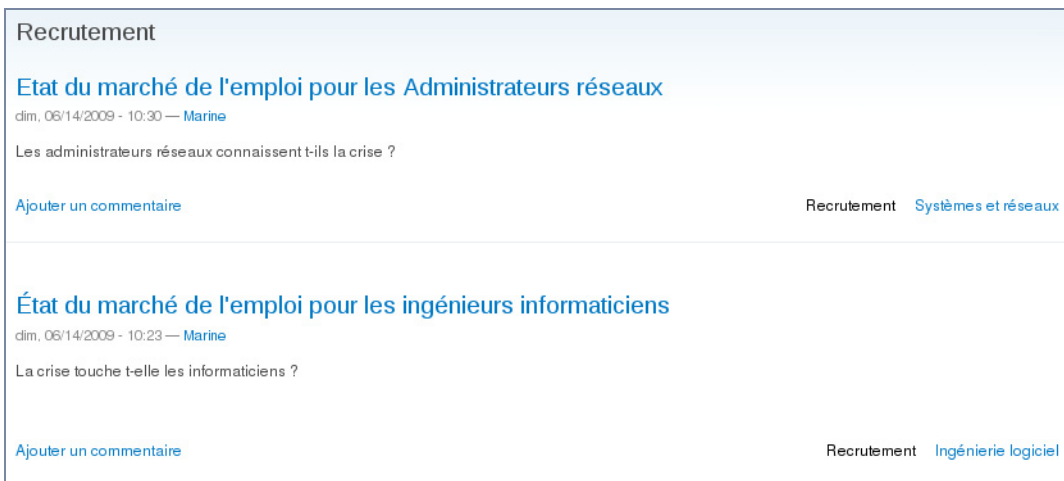 Recrutement
Etat du marché de l'emploi pour les Administrateurs réseaux
dim, 06/14/2009 - 10:30 — Marine
Les administrateurs réseaux connaissent t-ils la crise ?
Ajouter un commentaire Recrutement Systèmes et réseaux
État du marché de l'emploi pour les ingénieurs informaticiens
dim, 06/14/2009 - 10:23 — Marine
La crise touche t-elle les informaticiens ?
Ajouter un commentaire Recrutement Ingénierie logiciel